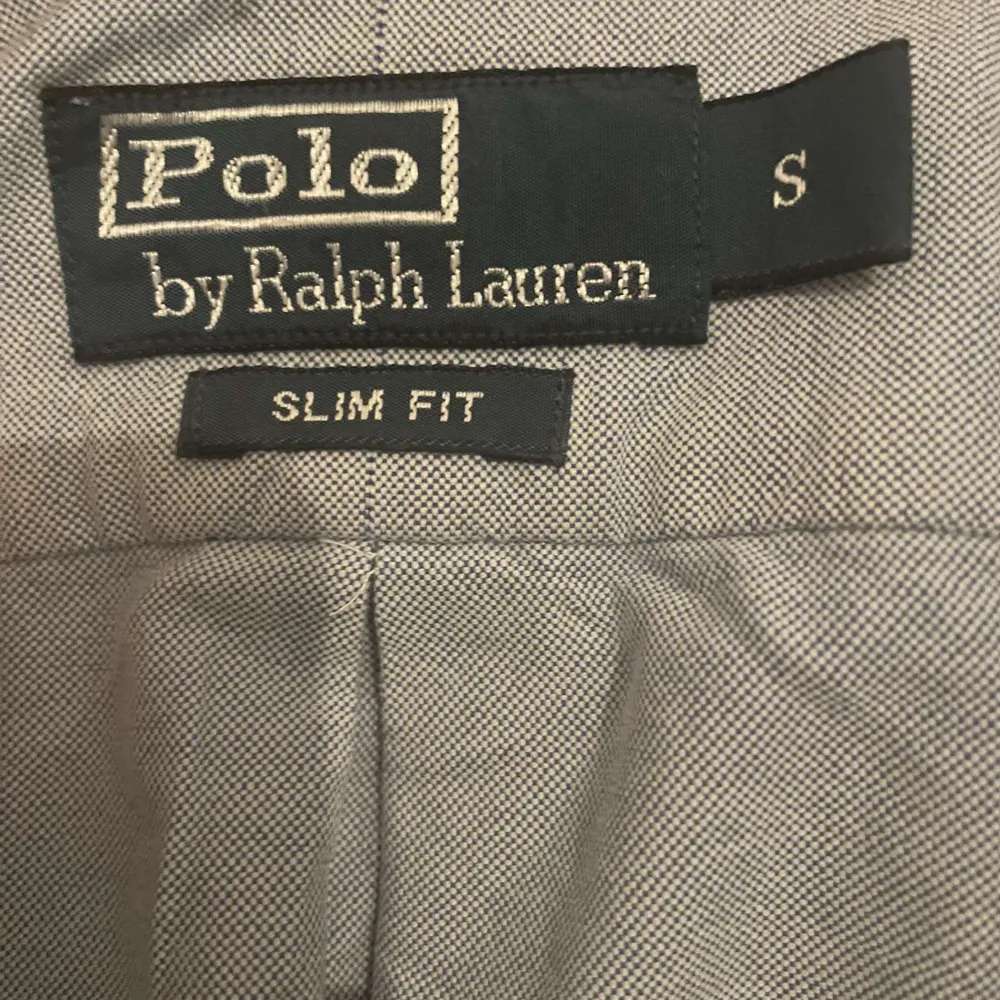 Polo
by Ralph Lauren
S
SLIM FIT